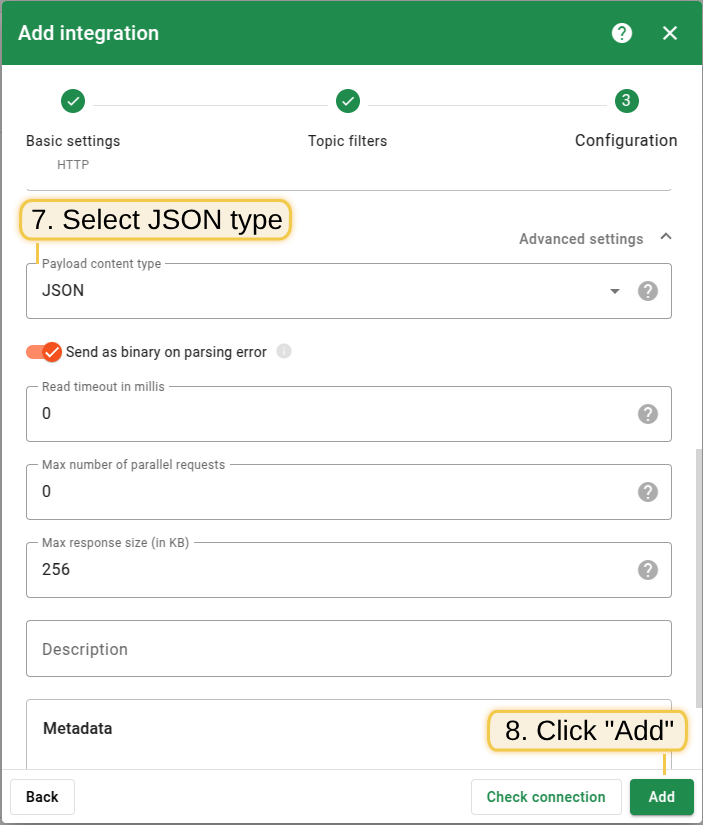 Add integration
?
3
Basic settings
Topic filters
Configuration
HTTP
7. Select JSON type
Advanced settings
Payload content type
JSON
?
Send as binary on parsing error
i
Read timeout in millis
0
?
Max number of parallel requests
0
?
Max response size (in KB)
256
?
Description
Metadata
8. Click "Add"
Back
Check connection
Add